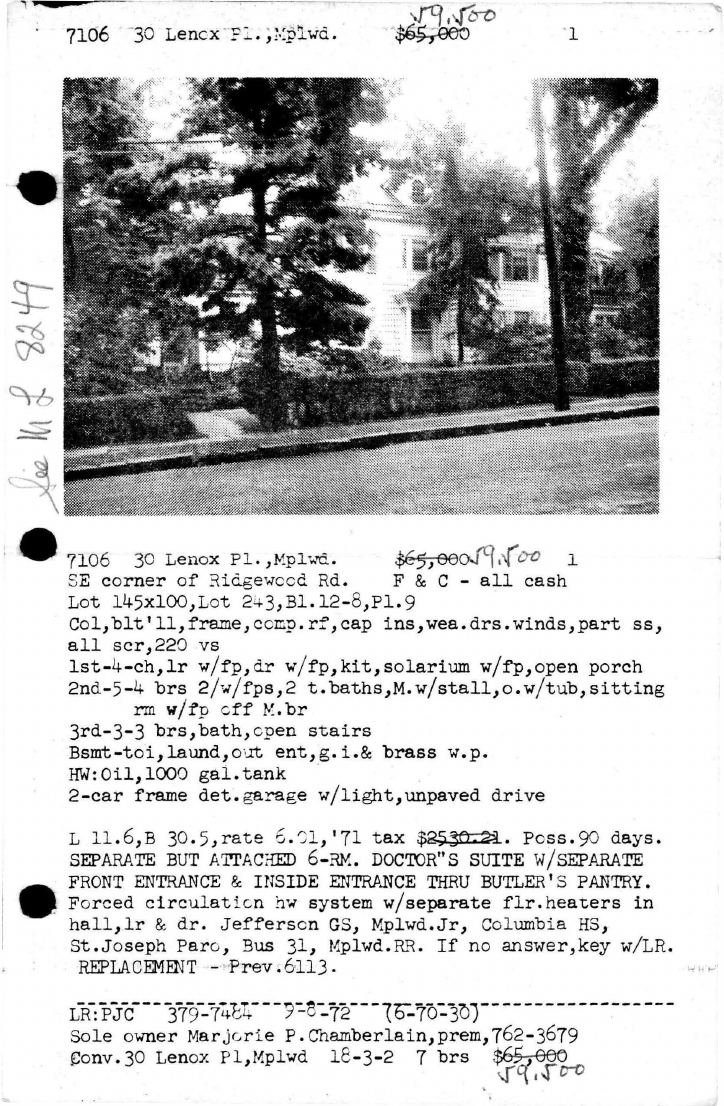 59,500
7106 30 Lenox Pl.,Mplwd. $65,000 1
See ML 8249
7106 30 Lenox Pl.,Mplwd. $65,000 59,500 1
SE corner of Ridgewood Rd. F & C - all cash
Lot 145x100,Lot 243,Bl.12-8,Pl.9
Col,blt'll,frame,comp.rf,cap ins,wea.drs.winds,part ss,
all scr,220 vs
1st-4-ch,lr w/fp,dr w/fp,kit,solarium w/fp,open porch
2nd-5-4 brs 2/w/fps,2 t.baths,M.w/stall,o.w/tub,sitting
rm w/fp off M.br
3rd-3-3 brs,bath,open stairs
Bsmt-toi,laund,out ent,g.i.& brass w.p.
HW:Oil,1000 gal.tank
2-car frame det.garage w/light,unpaved drive
L 11.6,B 30.5,rate 6.01,'71 tax $2530.21. Poss.90 days.
SEPARATE BUT ATTACHED 6-RM. DOCTOR"S SUITE W/SEPARATE
FRONT ENTRANCE & INSIDE ENTRANCE THRU BUTLER'S PANTRY.
Forced circulation hw system w/separate flr.heaters in
hall,lr & dr. Jefferson GS, Mplwd.Jr, Columbia HS,
St.Joseph Paro, Bus 31, Mplwd.RR. If no answer,key w/LR.
REPLACEMENT - Prev.6113.
LR:PJC 379-7484 9-8-72 (6-70-30)
Sole owner Marjorie P.Chamberlain,prem,762-3679
Conv.30 Lenox Pl,Mplwd 18-3-2 7 brs $65,000
59,500